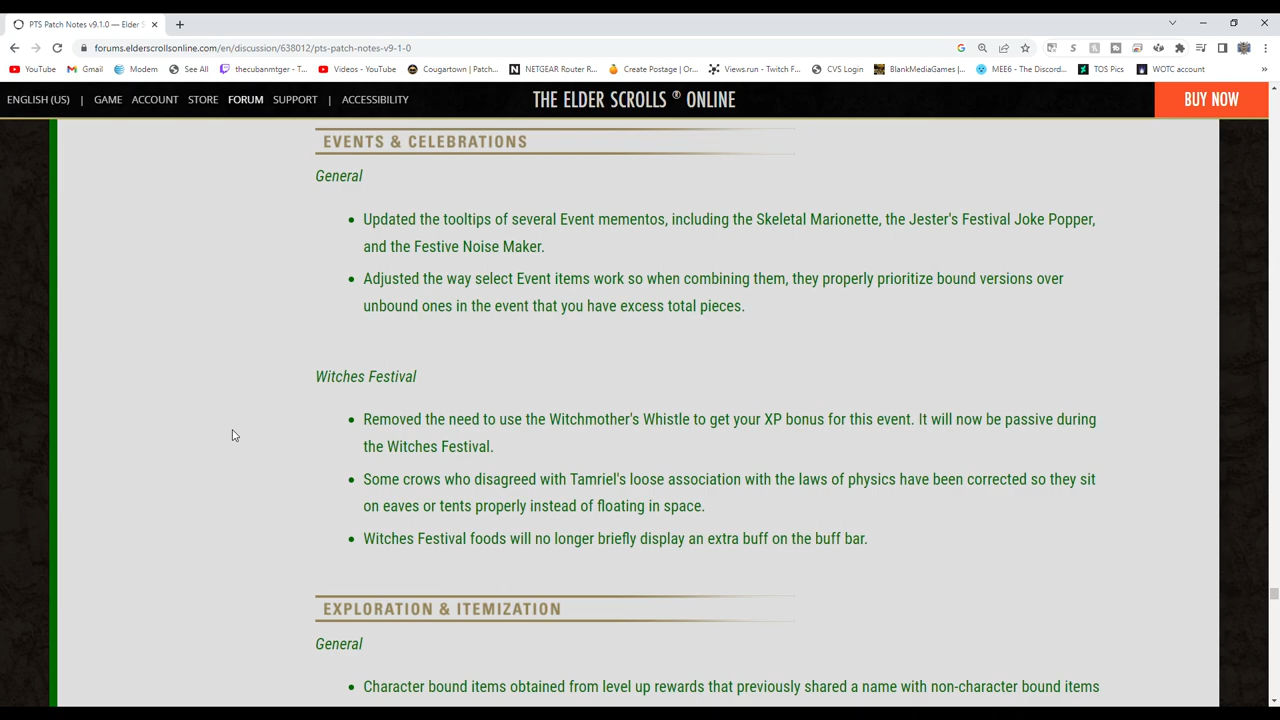 PTS Patch Notes v9.1.0 — Elder S
forums.elderscrollsonline.com/en/discussion/638012/pts-patch-notes-v9-1-0
YouTube Gmail Modem See All thecubanmtger - T... Videos - YouTube Cougartown | Patch... NETGEAR Router R... Create Postage | Or... Views.run - Twitch F... CVS Login BlankMediaGames |... MEE6 - The Discord... TOS Pics WOTC account »
ENGLISH (US) | GAME ACCOUNT STORE FORUM SUPPORT | ACCESSIBILITY THE ELDER SCROLLS ® ONLINE BUY NOW
EVENTS & CELEBRATIONS
General
• Updated the tooltips of several Event mementos, including the Skeletal Marionette, the Jester's Festival Joke Popper,
and the Festive Noise Maker.
• Adjusted the way select Event items work so when combining them, they properly prioritize bound versions over
unbound ones in the event that you have excess total pieces.
Witches Festival
• Removed the need to use the Witchmother's Whistle to get your XP bonus for this event. It will now be passive during
the Witches Festival.
• Some crows who disagreed with Tamriel's loose association with the laws of physics have been corrected so they sit
on eaves or tents properly instead of floating in space.
• Witches Festival foods will no longer briefly display an extra buff on the buff bar.
EXPLORATION & ITEMIZATION
General
• Character bound items obtained from level up rewards that previously shared a name with non-character bound items